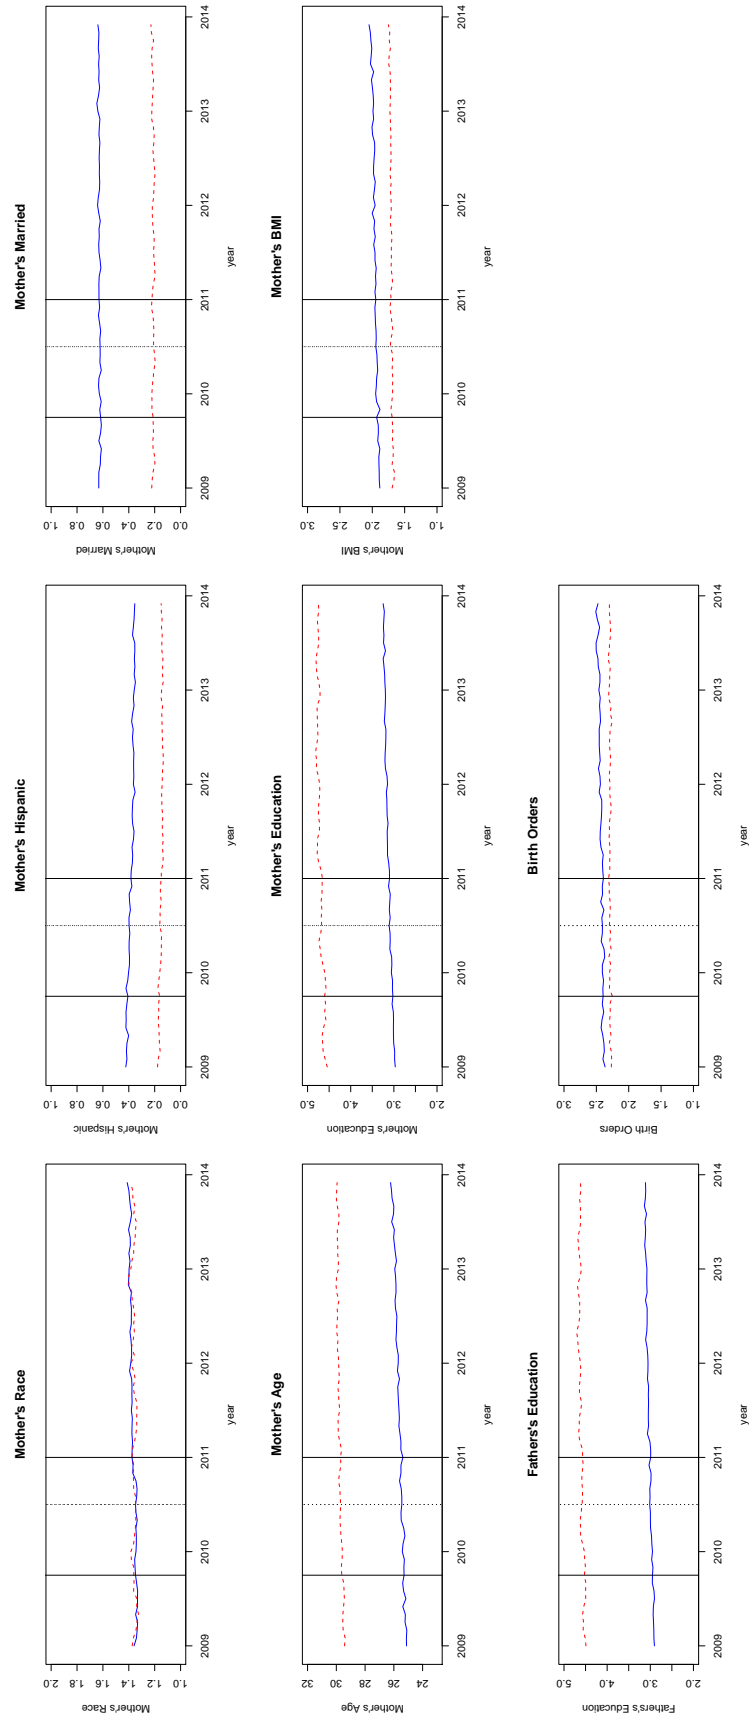 Mother's Race
Mother's Race
2.0
1.8
1.6
1.4
1.2
1.0
2009 2010 2011 2012 2013 2014
year
Mother's Hispanic
Mother's Hispanic
1.0
0.8
0.6
0.4
0.2
0.0
2009 2010 2011 2012 2013 2014
year
Mother's Married
Mother's Married
1.0
0.8
0.6
0.4
0.2
0.0
2009 2010 2011 2012 2013 2014
year
Mother's Age
Mother's Age
32
30
28
26
24
2009 2010 2011 2012 2013 2014
year
Mother's Education
Mother's Education
5.0
4.0
3.0
2.0
2009 2010 2011 2012 2013 2014
year
Mother's BMI
Mother's BMI
3.0
2.5
2.0
1.5
1.0
2009 2010 2011 2012 2013 2014
year
Fathers's Education
Fathers's Education
5.0
4.0
3.0
2.0
2009 2010 2011 2012 2013 2014
year
Birth Orders
Birth Orders
3.0
2.5
2.0
1.5
1.0
2009 2010 2011 2012 2013 2014
year